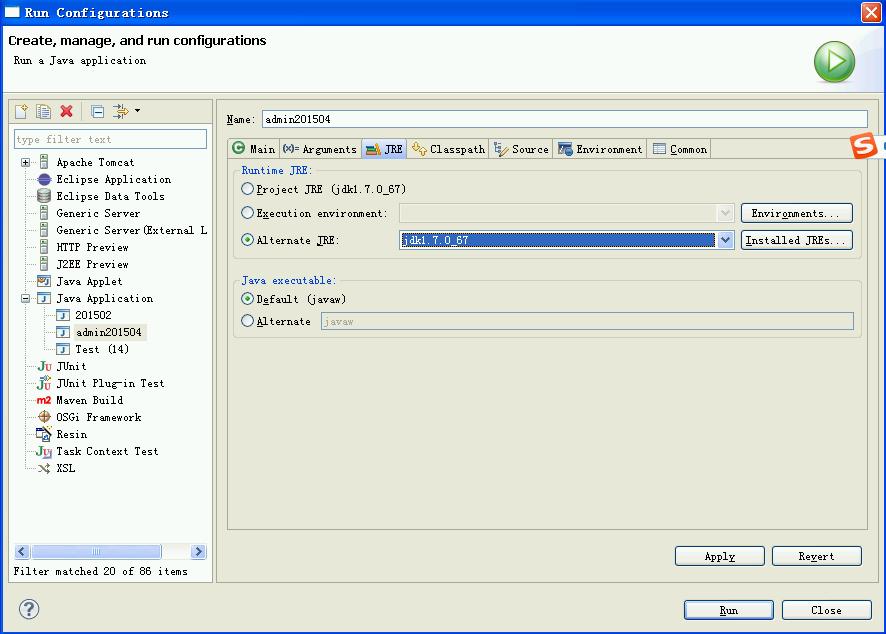 Run Configurations
Create, manage, and run configurations
Run a Java application
type filter text
Apache Tomcat
Eclipse Application
Eclipse Data Tools
Generic Server
Generic Server(External L
HTTP Preview
J2EE Preview
Java Applet
Java Application
201502
admin201504
Test (14)
JUnit
JUnit Plug-in Test
Maven Build
OSGi Framework
Resin
Task Context Test
XSL
Filter matched 20 of 86 items
Name: admin201504
Main (x)= Arguments JRE Classpath Source Environment Common
Runtime JRE:
Project JRE (jdk1.7.0_67)
Execution environment: Environments...
Alternate JRE: jdk1.7.0_67 Installed JREs...
Java executable:
Default (javaw)
Alternate javaw
Apply Revert
Run Close